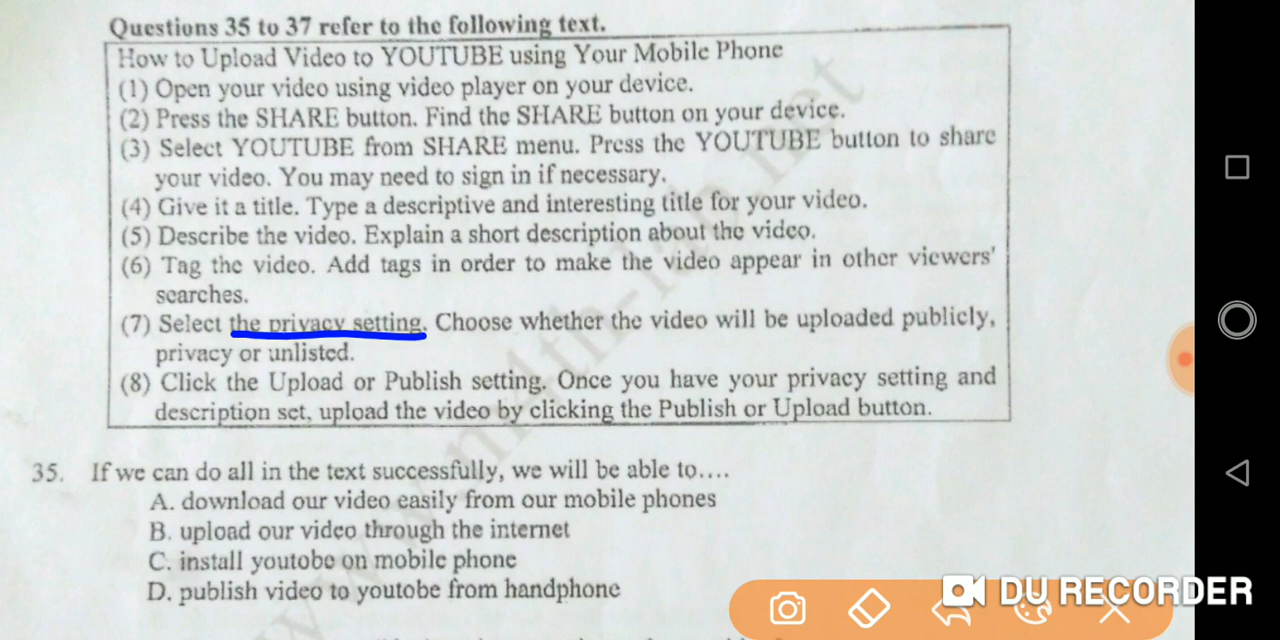 Questions 35 to 37 refer to the following text.
How to Upload Video to YOUTUBE using Your Mobile Phone
(1) Open your video using video player on your device.
(2) Press the SHARE button. Find the SHARE button on your device.
(3) Select YOUTUBE from SHARE menu. Press the YOUTUBE button to share
your video. You may need to sign in if necessary.
(4) Give it a title. Type a descriptive and interesting title for your video.
(5) Describe the video. Explain a short description about the video.
(6) Tag the video. Add tags in order to make the video appear in other viewers'
searches.
(7) Select the privacy setting. Choose whether the video will be uploaded publicly,
privacy or unlisted.
(8) Click the Upload or Publish setting. Once you have your privacy setting and
description set, upload the video by clicking the Publish or Upload button.
35. If we can do all in the text successfully, we will be able to....
A. download our video easily from our mobile phones
B. upload our video through the internet
C. install youtobe on mobile phone
D. publish video to youtobe from handphone
DU RECORDER